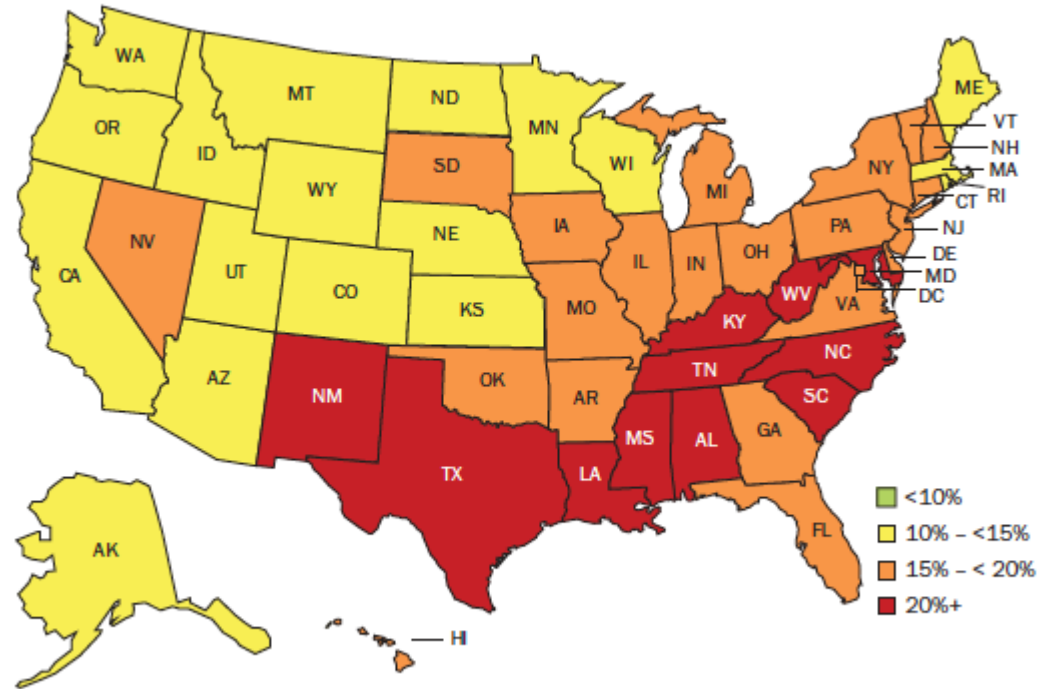 WA
MT
ND
MN
ME
VT
OR
NH
ID
SD
WI
MA
WY
MI
NY
RI
CT
NV
NE
IA
PA
NJ
CA
UT
CO
IL
IN
OH
DE
MD
DC
KS
MO
WV
VA
KY
AZ
NM
OK
AR
TN
NC
SC
MS
AL
GA
TX
LA
FL
AK
HI
<10%
10% – <15%
15% – < 20%
20%+